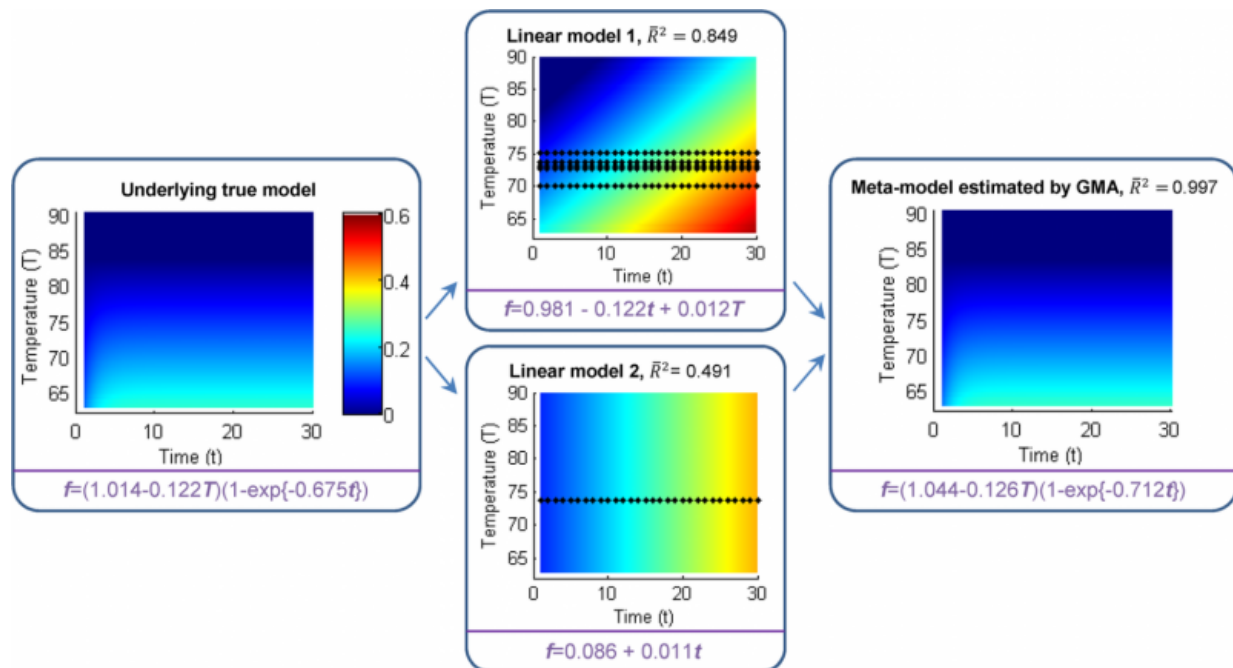 Underlying true model
Temperature (T)
90
85
80
75
70
65
0
10
20
30
Time (t)
0.6
0.4
0.2
0
f=(1.014-0.122T)(1-exp{-0.675t})
Linear model 1, R̄² = 0.849
Temperature (T)
90
85
80
75
70
65
0
10
20
30
Time (t)
f=0.981 - 0.122t + 0.012T
Linear model 2, R̄²= 0.491
Temperature (T)
90
85
80
75
70
65
0
10
20
30
Time (t)
f=0.086 + 0.011t
Meta-model estimated by GMA, R̄² = 0.997
Temperature (T)
90
85
80
75
70
65
0
10
20
30
Time (t)
f=(1.044-0.126T)(1-exp{-0.712t})